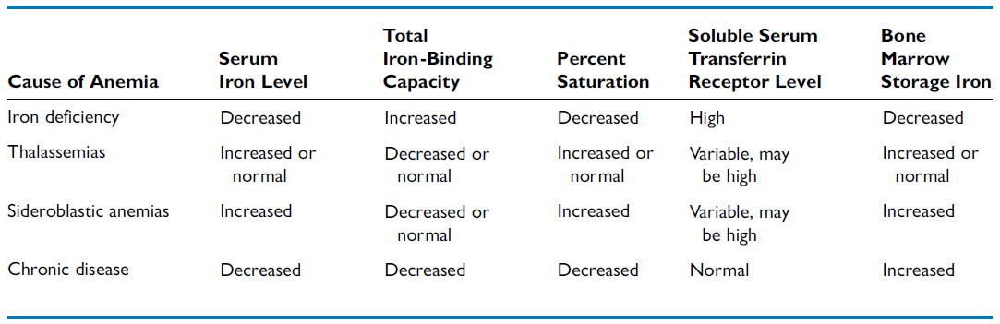 Cause of Anemia	Serum Iron Level	Total Iron-Binding Capacity	Percent Saturation	Soluble Serum Transferrin Receptor Level	Bone Marrow Storage Iron
Iron deficiency	Decreased	Increased	Decreased	High	Decreased
Thalassemias	Increased or normal	Decreased or normal	Increased or normal	Variable, may be high	Increased or normal
Sideroblastic anemias	Increased	Decreased or normal	Increased	Variable, may be high	Increased
Chronic disease	Decreased	Decreased	Decreased	Normal	Increased